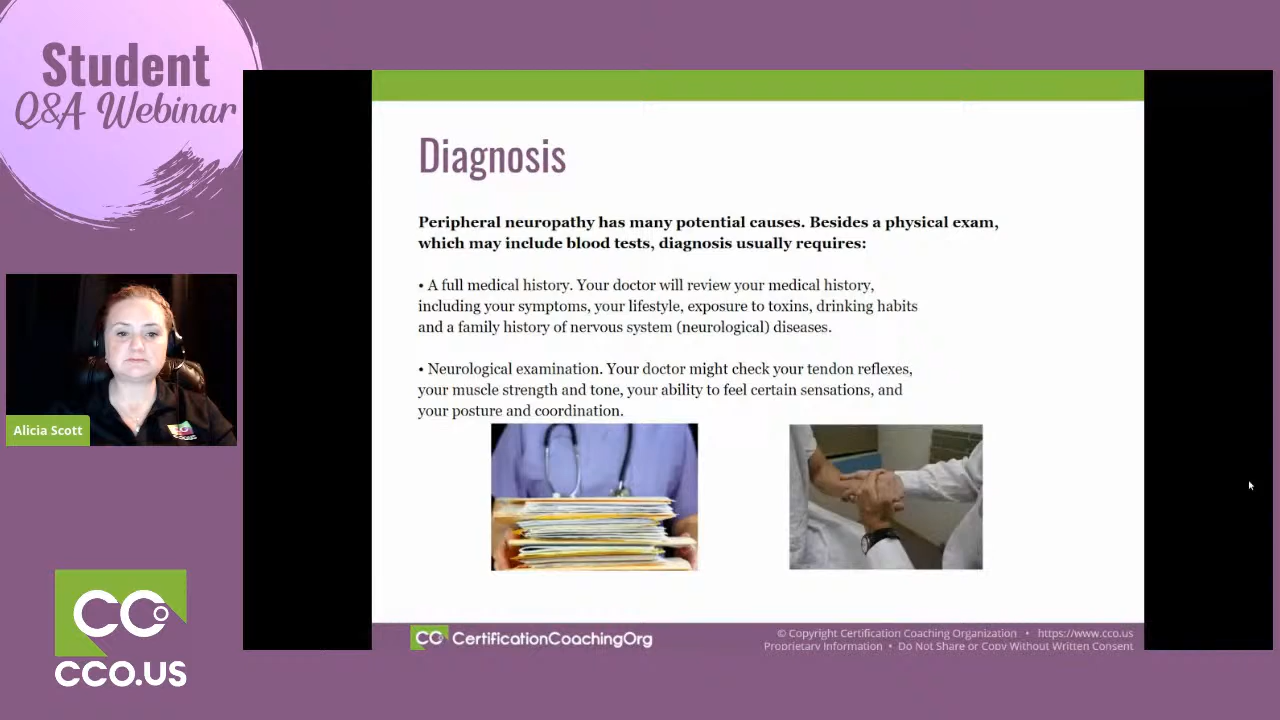 Student
Q&A Webinar
Diagnosis
Peripheral neuropathy has many potential causes. Besides a physical exam,
which may include blood tests, diagnosis usually requires:
• A full medical history. Your doctor will review your medical history,
including your symptoms, your lifestyle, exposure to toxins, drinking habits
and a family history of nervous system (neurological) diseases.
• Neurological examination. Your doctor might check your tendon reflexes,
your muscle strength and tone, your ability to feel certain sensations, and
your posture and coordination.
Alicia Scott
CCO
CCO.US
CCO CertificationCoachingOrg
© Copyright Certification Coaching Organization • https://www.cco.us
Proprietary Information • Do Not Share or Copy Without Written Consent